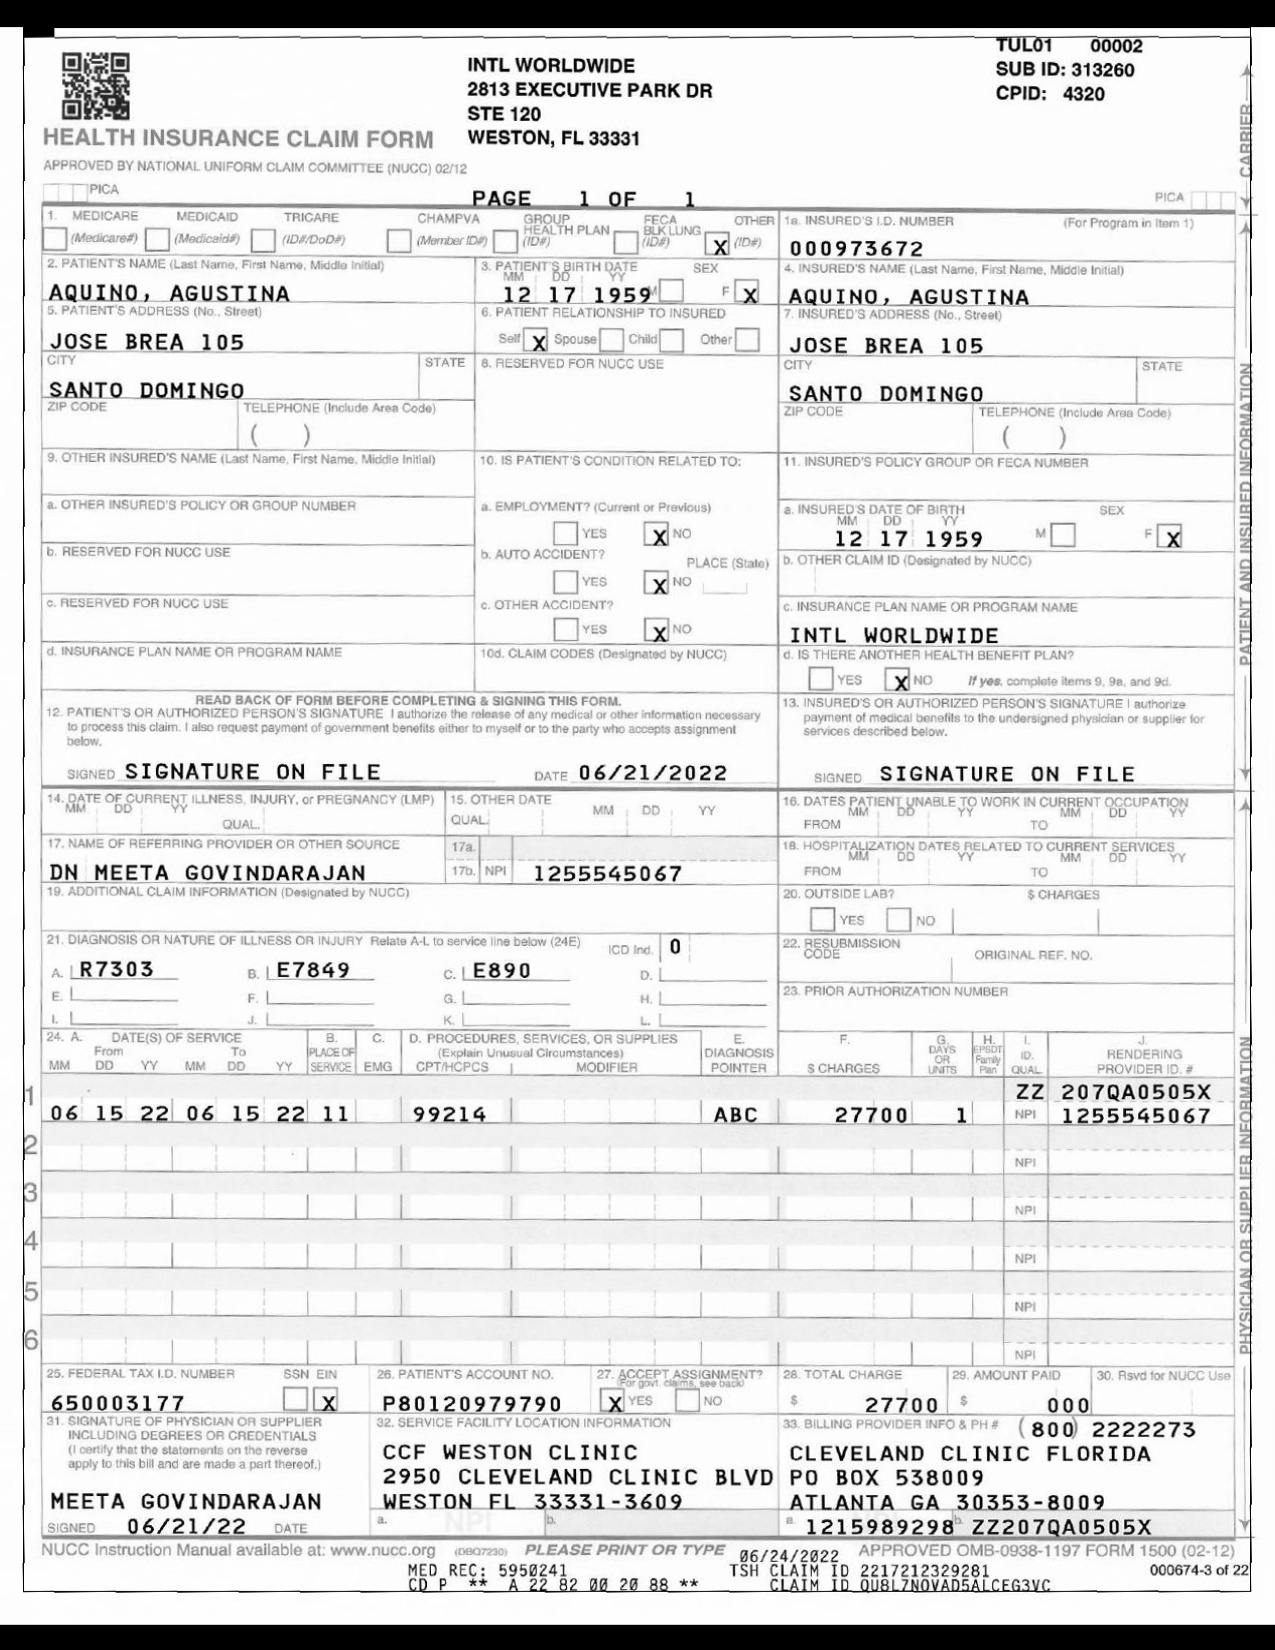 TUL01 00002
INTL WORLDWIDE
SUB ID: 313260
2813 EXECUTIVE PARK DR
CPID: 4320
STE 120
HEALTH INSURANCE CLAIM FORM
WESTON, FL 33331
APPROVED BY NATIONAL UNIFORM CLAIM COMMITTEE (NUCC) 02/12
CARRIER
PICA
PAGE 1 OF 1
PICA
1. MEDICARE MEDICAID TRICARE CHAMPVA GROUP HEALTH PLAN FECA BLK LUNG OTHER
(Medicare#) (Medicaid#) (ID#/DoD#) (Member ID#) (ID#) (ID#) X (ID#)
1a. INSURED'S I.D. NUMBER (For Program in Item 1)
000973672
2. PATIENT'S NAME (Last Name, First Name, Middle Initial)
AQUINO, AGUSTINA
3. PATIENT'S BIRTH DATE SEX
MM DD YY
12 17 1959 M F X
4. INSURED'S NAME (Last Name, First Name, Middle Initial)
AQUINO, AGUSTINA
5. PATIENT'S ADDRESS (No., Street)
JOSE BREA 105
6. PATIENT RELATIONSHIP TO INSURED
Self X Spouse Child Other
7. INSURED'S ADDRESS (No., Street)
JOSE BREA 105
CITY STATE
SANTO DOMINGO
8. RESERVED FOR NUCC USE
CITY STATE
SANTO DOMINGO
ZIP CODE TELEPHONE (Include Area Code)
( )
ZIP CODE TELEPHONE (Include Area Code)
( )
9. OTHER INSURED'S NAME (Last Name, First Name, Middle Initial)
10. IS PATIENT'S CONDITION RELATED TO:
11. INSURED'S POLICY GROUP OR FECA NUMBER
a. OTHER INSURED'S POLICY OR GROUP NUMBER
a. EMPLOYMENT? (Current or Previous)
YES X NO
a. INSURED'S DATE OF BIRTH SEX
MM DD YY
12 17 1959 M F X
b. RESERVED FOR NUCC USE
b. AUTO ACCIDENT? PLACE (State)
YES X NO
b. OTHER CLAIM ID (Designated by NUCC)
c. RESERVED FOR NUCC USE
c. OTHER ACCIDENT?
YES X NO
c. INSURANCE PLAN NAME OR PROGRAM NAME
INTL WORLDWIDE
d. INSURANCE PLAN NAME OR PROGRAM NAME
10d. CLAIM CODES (Designated by NUCC)
d. IS THERE ANOTHER HEALTH BENEFIT PLAN?
YES X NO If yes, complete items 9, 9a, and 9d.
PATIENT AND INSURED INFORMATION
READ BACK OF FORM BEFORE COMPLETING & SIGNING THIS FORM.
12. PATIENT'S OR AUTHORIZED PERSON'S SIGNATURE I authorize the release of any medical or other information necessary
to process this claim. I also request payment of government benefits either to myself or to the party who accepts assignment
below.
SIGNED SIGNATURE ON FILE DATE 06/21/2022
13. INSURED'S OR AUTHORIZED PERSON'S SIGNATURE I authorize
payment of medical benefits to the undersigned physician or supplier for
services described below.
SIGNED SIGNATURE ON FILE
14. DATE OF CURRENT ILLNESS, INJURY, or PREGNANCY (LMP)
MM DD YY
QUAL.
15. OTHER DATE
QUAL. MM DD YY
16. DATES PATIENT UNABLE TO WORK IN CURRENT OCCUPATION
MM DD YY MM DD YY
FROM TO
17. NAME OF REFERRING PROVIDER OR OTHER SOURCE
DN MEETA GOVINDARAJAN
17a.
17b. NPI 1255545067
18. HOSPITALIZATION DATES RELATED TO CURRENT SERVICES
MM DD YY MM DD YY
FROM TO
19. ADDITIONAL CLAIM INFORMATION (Designated by NUCC)
20. OUTSIDE LAB? $ CHARGES
YES NO
21. DIAGNOSIS OR NATURE OF ILLNESS OR INJURY Relate A-L to service line below (24E) ICD Ind. 0
A. R7303 B. E7849 C. E890 D.
E. F. G. H.
I. J. K. L.
22. RESUBMISSION CODE ORIGINAL REF. NO.
23. PRIOR AUTHORIZATION NUMBER
24. A. DATE(S) OF SERVICE B. C. D. PROCEDURES, SERVICES, OR SUPPLIES E. F. G. H. I. J.
From To PLACE OF (Explain Unusual Circumstances) DIAGNOSIS DAYS OR UNITS EPSDT Family Plan ID. RENDERING
MM DD YY MM DD YY SERVICE EMG CPT/HCPCS MODIFIER POINTER $ CHARGES QUAL. PROVIDER ID. #
ZZ 207QA0505X
1 06 15 22 06 15 22 11 99214 ABC 27700 1 NPI 1255545067
2 NPI
3 NPI
4 NPI
5 NPI
6 NPI
PHYSICIAN OR SUPPLIER INFORMATION
25. FEDERAL TAX I.D. NUMBER SSN EIN
650003177 X
26. PATIENT'S ACCOUNT NO.
P80120979790
27. ACCEPT ASSIGNMENT?
(For govt. claims, see back)
X YES NO
28. TOTAL CHARGE
$ 27700
29. AMOUNT PAID
$ 000
30. Rsvd for NUCC Use
31. SIGNATURE OF PHYSICIAN OR SUPPLIER
INCLUDING DEGREES OR CREDENTIALS
(I certify that the statements on the reverse
apply to this bill and are made a part thereof.)
MEETA GOVINDARAJAN
SIGNED 06/21/22 DATE
32. SERVICE FACILITY LOCATION INFORMATION
CCF WESTON CLINIC
2950 CLEVELAND CLINIC BLVD
WESTON FL 33331-3609
a. NPI b.
33. BILLING PROVIDER INFO & PH # (800) 2222273
CLEVELAND CLINIC FLORIDA
PO BOX 538009
ATLANTA GA 30353-8009
a. 1215989298 b. ZZ207QA0505X
NUCC Instruction Manual available at: www.nucc.org (DBQ7230) PLEASE PRINT OR TYPE 06/24/2022 APPROVED OMB-0938-1197 FORM 1500 (02-12)
MED REC: 5950241 TSH CLAIM ID 2217212329281 000674-3 of 22
CD P ** A 22 82 00 20 88 ** CLAIM ID QU8L7NOVAD5ALCEG3VC